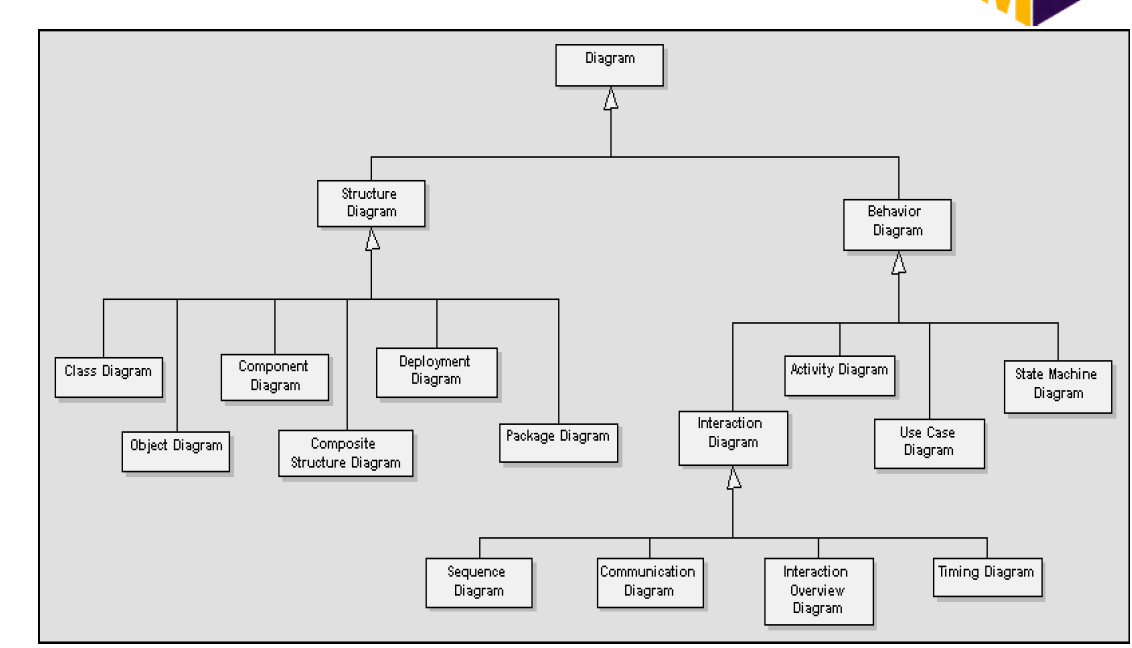 Diagram
Structure
Diagram
Behavior
Diagram
Class Diagram
Component
Diagram
Deployment
Diagram
Object Diagram
Composite
Structure Diagram
Package Diagram
Activity Diagram
State Machine
Diagram
Interaction
Diagram
Use Case
Diagram
Sequence
Diagram
Communication
Diagram
Interaction
Overview
Diagram
Timing Diagram